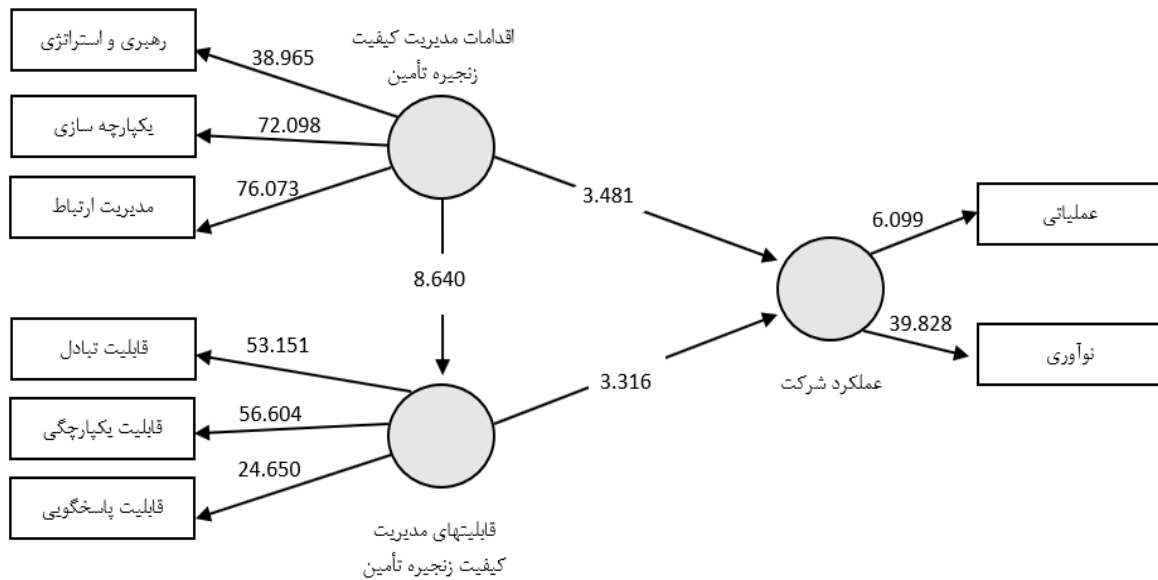 رهبری و استراتژی
38.965
اقدامات مدیریت کیفیت
زنجیره تأمین
یکپارچه سازی
72.098
مدیریت ارتباط
76.073
3.481
عملیاتی
6.099
8.640
قابلیت تبادل
53.151
39.828
نوآوری
عملکرد شرکت
3.316
قابلیت یکپارچگی
56.604
قابلیت پاسخگویی
24.650
قابلیتهای مدیریت
کیفیت زنجیره تأمین